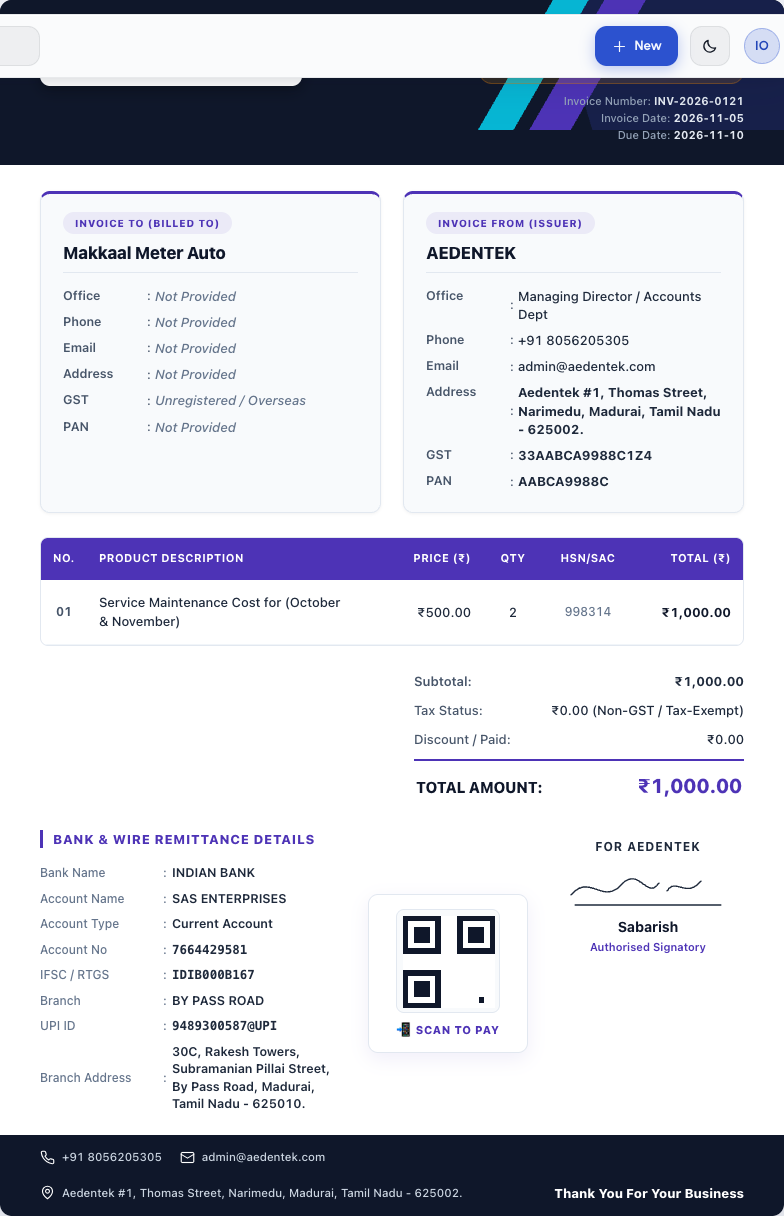 New
IO
Invoice Number: INV-2026-0121
Invoice Date: 2026-11-05
Due Date: 2026-11-10
INVOICE TO (BILLED TO)
Makkaal Meter Auto
Office : Not Provided
Phone : Not Provided
Email : Not Provided
Address : Not Provided
GST : Unregistered / Overseas
PAN : Not Provided
INVOICE FROM (ISSUER)
AEDENTEK
Office : Managing Director / Accounts
Dept
Phone : +91 8056205305
Email : admin@aedentek.com
Address : Aedentek #1, Thomas Street,
Narimedu, Madurai, Tamil Nadu
- 625002.
GST : 33AABCA9988C1Z4
PAN : AABCA9988C
NO. PRODUCT DESCRIPTION PRICE (₹) QTY HSN/SAC TOTAL (₹)
01 Service Maintenance Cost for (October
& November) ₹500.00 2 998314 ₹1,000.00
Subtotal: ₹1,000.00
Tax Status: ₹0.00 (Non-GST / Tax-Exempt)
Discount / Paid: ₹0.00
TOTAL AMOUNT: ₹1,000.00
BANK & WIRE REMITTANCE DETAILS
Bank Name : INDIAN BANK
Account Name : SAS ENTERPRISES
Account Type : Current Account
Account No : 7664429581
IFSC / RTGS : IDIB000B167
Branch : BY PASS ROAD
UPI ID : 9489300587@UPI
Branch Address : 30C, Rakesh Towers,
Subramanian Pillai Street,
By Pass Road, Madurai,
Tamil Nadu - 625010.
SCAN TO PAY
FOR AEDENTEK
Sabarish
Authorised Signatory
+91 8056205305 admin@aedentek.com
Aedentek #1, Thomas Street, Narimedu, Madurai, Tamil Nadu - 625002.
Thank You For Your Business